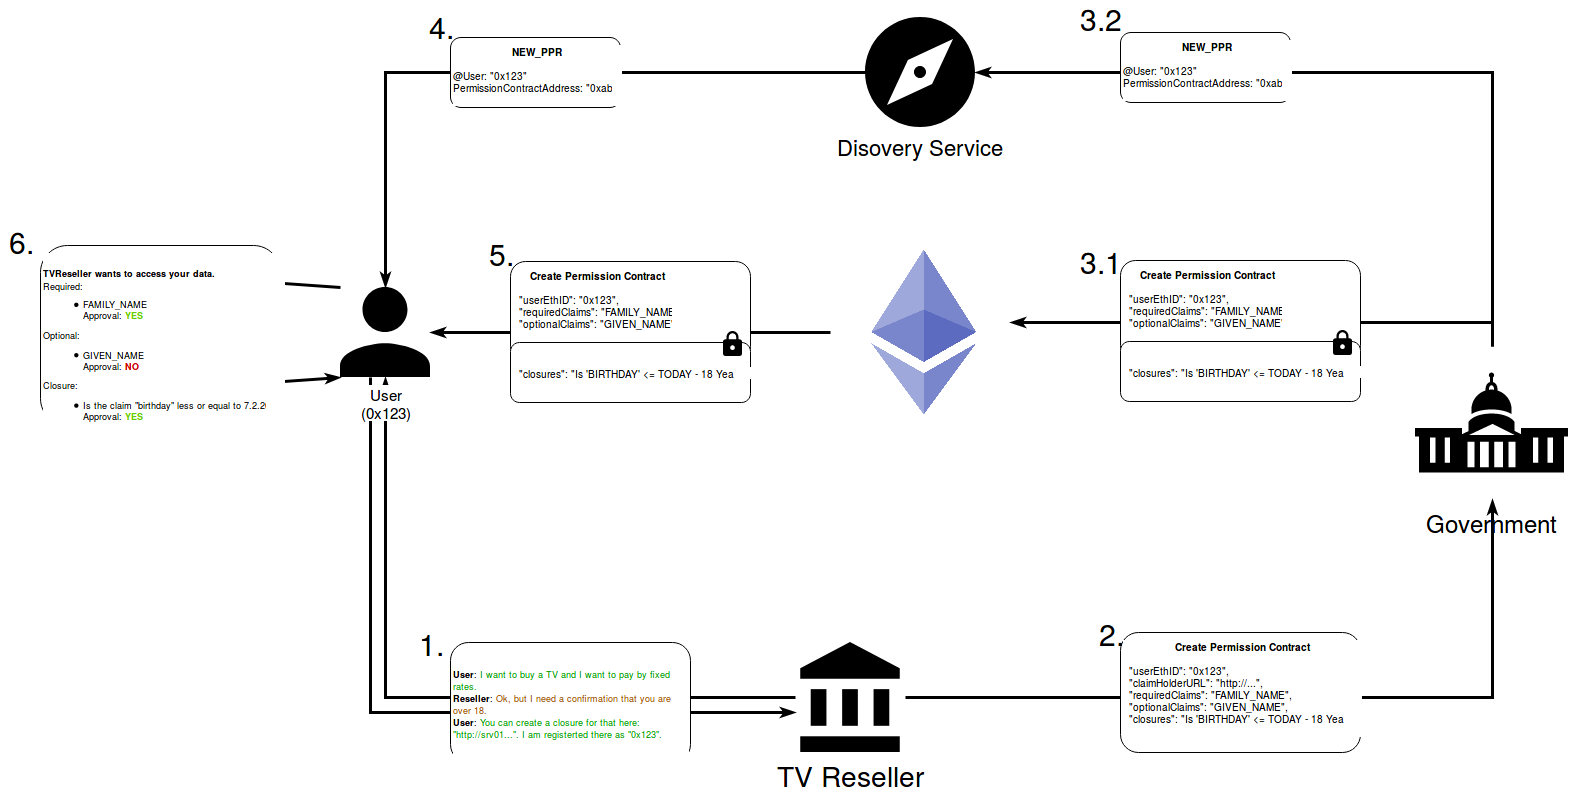 4.
NEW_PPR
@User: "0x123"
PermissionContractAddress: "0xab
3.2
NEW_PPR
@User: "0x123"
PermissionContractAddress: "0xab
Disovery Service
6.
TVReseller wants to access your data.
Required:
FAMILY_NAME
Approval: YES
Optional:
GIVEN_NAME
Approval: NO
Closure:
Is the claim "birthday" less or equal to 7.2.20
Approval: YES
User
(0x123)
5.
Create Permission Contract
"userEthID": "0x123",
"requiredClaims": "FAMILY_NAME
"optionalClaims": "GIVEN_NAME"
"closures": "Is 'BIRTHDAY' <= TODAY - 18 Yea
3.1
Create Permission Contract
"userEthID": "0x123",
"requiredClaims": "FAMILY_NAME
"optionalClaims": "GIVEN_NAME"
"closures": "Is 'BIRTHDAY' <= TODAY - 18 Yea
Government
1.
User: I want to buy a TV and I want to pay by fixed
rates.
Reseller: Ok, but I need a confirmation that you are
over 18.
User: You can create a closure for that here:
"http://srv01...". I am registerted there as "0x123".
TV Reseller
2.
Create Permission Contract
"userEthID": "0x123",
"claimHolderURL": "http://...",
"requiredClaims": "FAMILY_NAME",
"optionalClaims": "GIVEN_NAME",
"closures": "Is 'BIRTHDAY' <= TODAY - 18 Yea